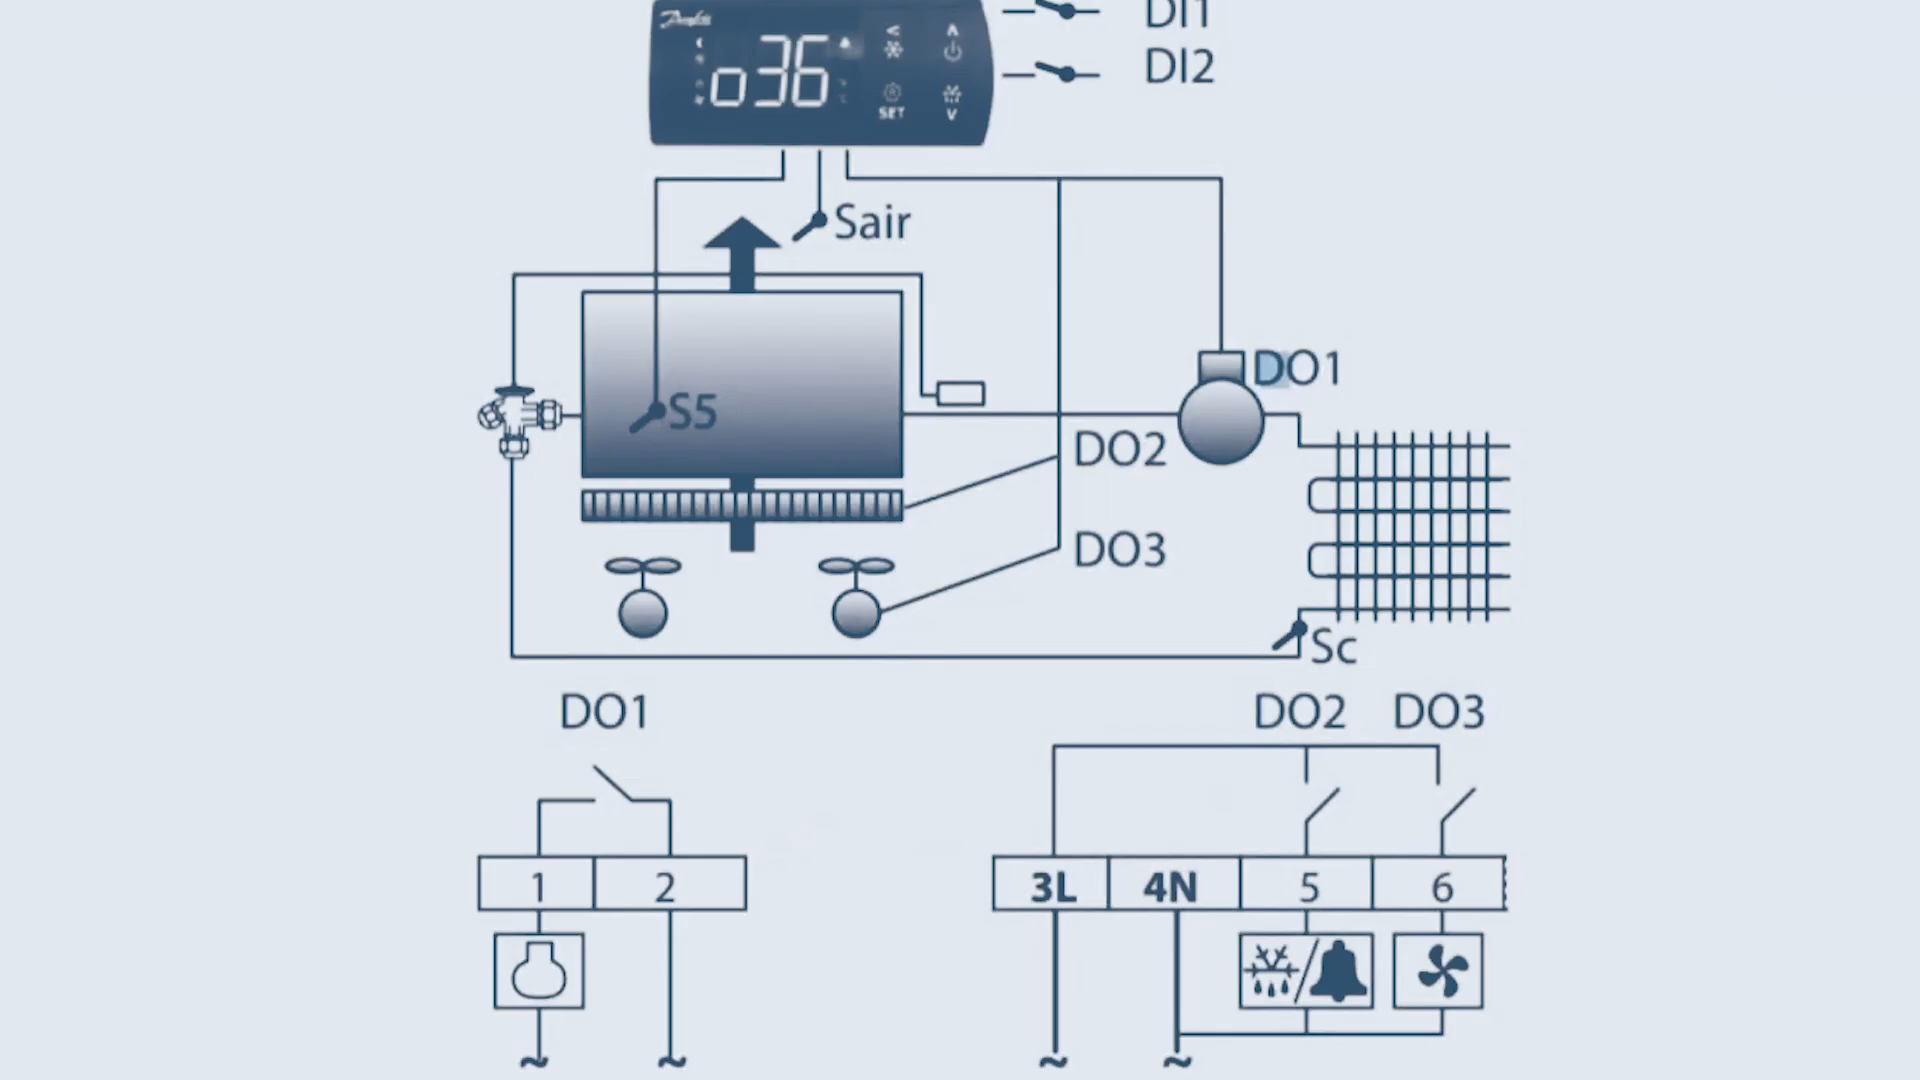 DI1
Danfoss
o36
SET
DI2
Sair
DO1
S5
DO2
DO3
Sc
DO1
DO2 DO3
1 2
3L 4N 5 6